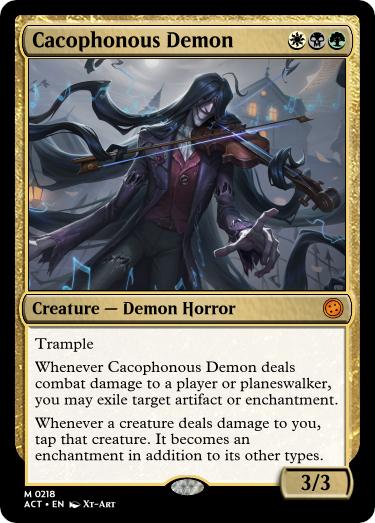 Cacophonous Demon
Creature — Demon Horror
Trample
Whenever Cacophonous Demon deals
combat damage to a player or planeswalker,
you may exile target artifact or enchantment.
Whenever a creature deals damage to you,
tap that creature. It becomes an
enchantment in addition to its other types.
3/3
M 0218
ACT • EN Xt-Art